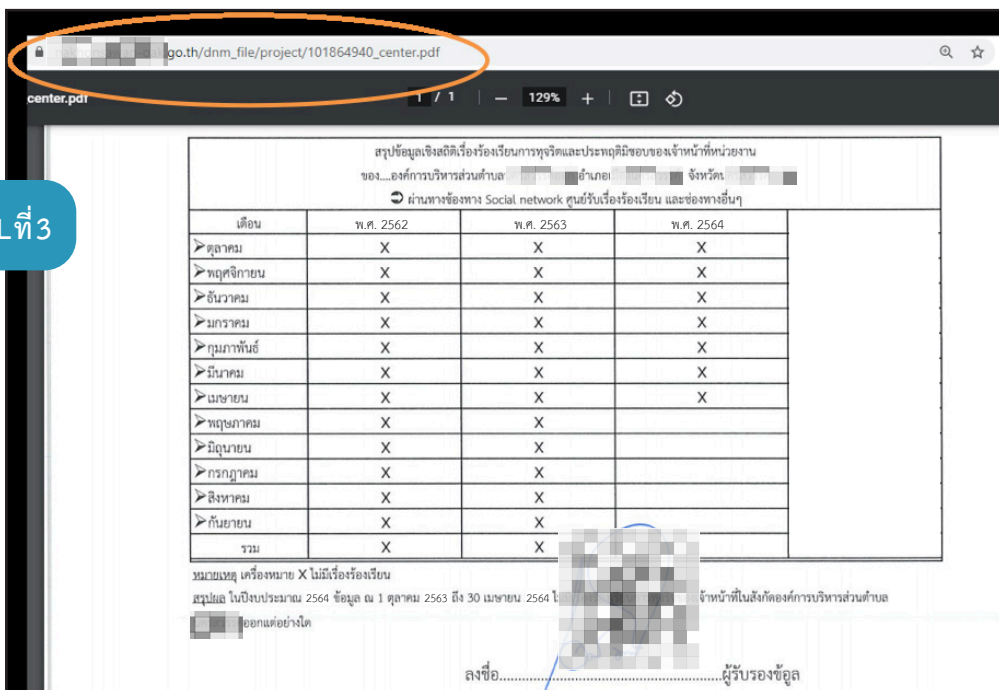 go.th/dnm_file/project/101864940_center.pdf
center.pdf
1 / 1 129%
สรุปข้อมูลเชิงสถิติเรื่องร้องเรียนการทุจริตและประพฤติมิชอบของเจ้าหน้าที่หน่วยงาน
ของ....องค์การบริหารส่วนตำบล อำเภอ จังหวัด
ผ่านทางช้องทาง Social network ศูนย์รับเรื่องร้องเรียน และช่องทางอื่นๆ
เดือน พ.ศ. 2562 พ.ศ. 2563 พ.ศ. 2564
ที่3
ตุลาคม X X X
พฤศจิกายน X X X
ธันวาคม X X X
มกราคม X X X
กุมภาพันธ์ X X X
มีนาคม X X X
เมษายน X X X
พฤษภาคม X X
มิถุนายน X X
กรกฎาคม X X
สิงหาคม X X
กันยายน X X
รวม X X
หมายเหตุ เครื่องหมาย X ไม่มีเรื่องร้องเรียน
สรุปผล ในปีงบประมาณ 2564 ข้อมูล ณ 1 ตุลาคม 2563 ถึง 30 เมษายน 2564 เจ้าหน้าที่ในสังกัดองค์การบริหารส่วนตำบล
ออกแต่อย่างใด
ลงชื่อ.......................................................ผู้รับรองข้อูล